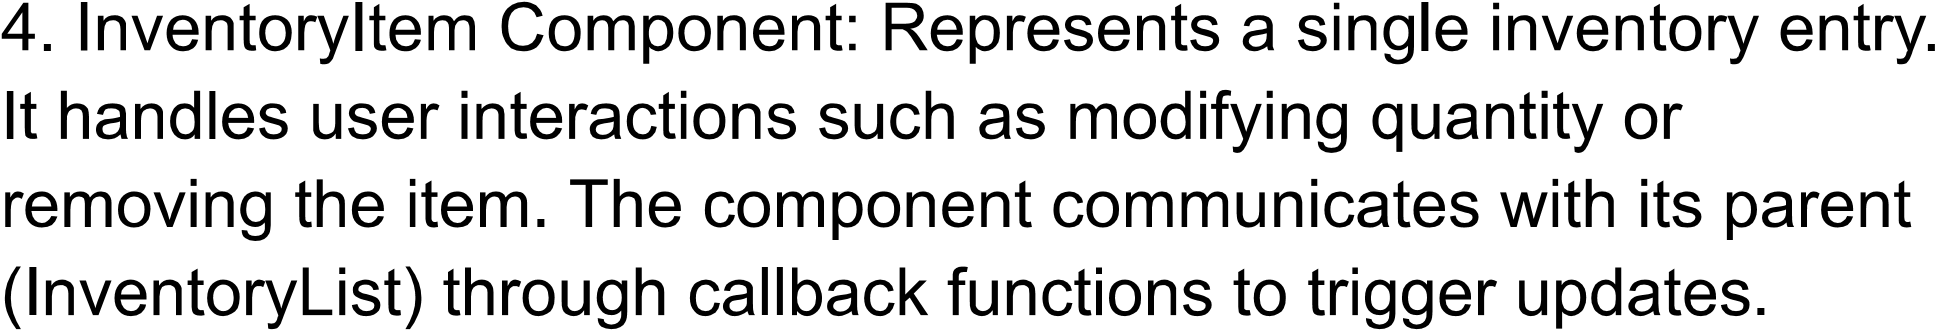 4. InventoryItem Component: Represents a single inventory entry.
It handles user interactions such as modifying quantity or
removing the item. The component communicates with its parent
(InventoryList) through callback functions to trigger updates.